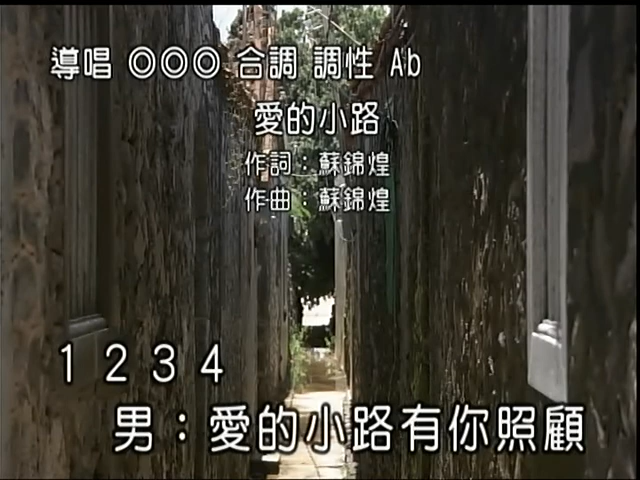 導唱 ◎◎◎ 合調 調性 Ab
愛的小路
作詞：蘇錦煌
作曲：蘇錦煌
1 2 3 4
男：愛的小路有你照顧